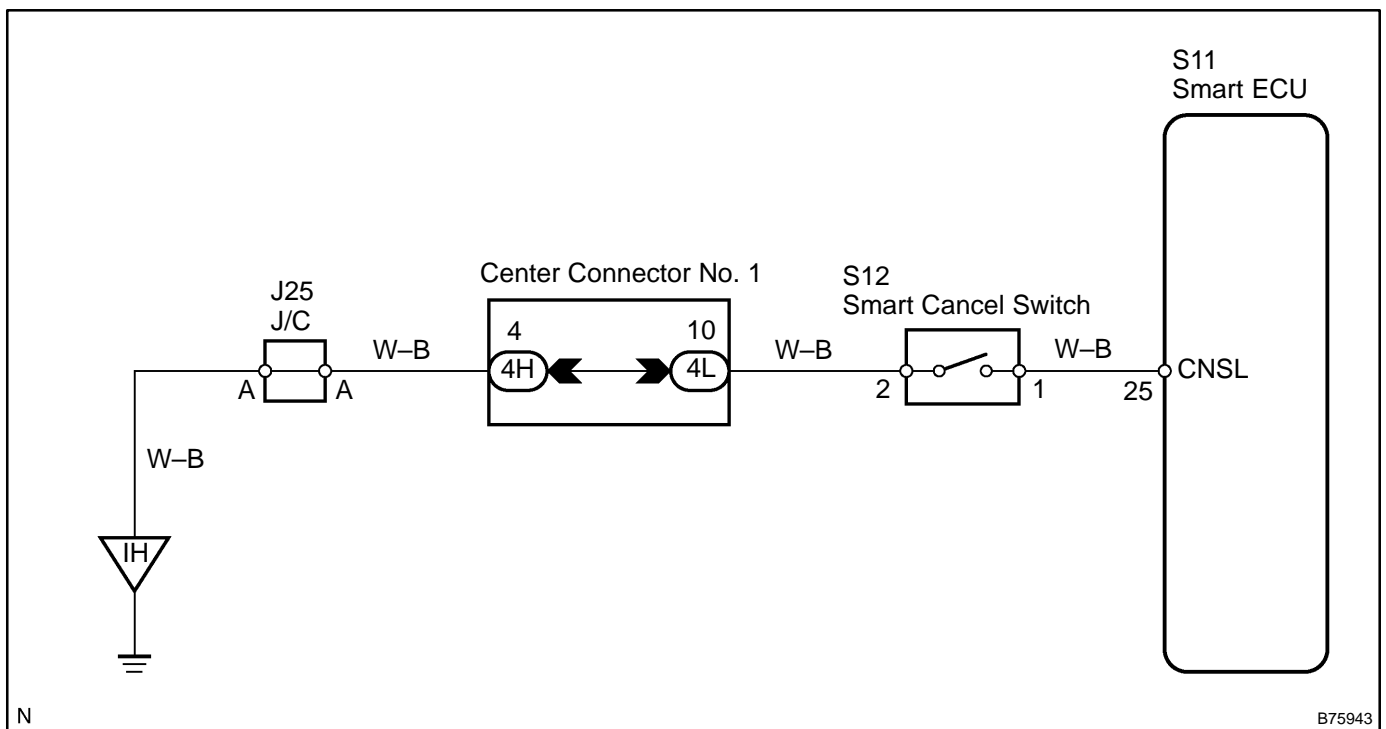 S11
Smart ECU
Center Connector No. 1
S12
Smart Cancel Switch
J25
J/C
W–B
4
10
W–B
W–B
4H
4L
CNSL
A
A
2
1
25
W–B
IH
N
B75943